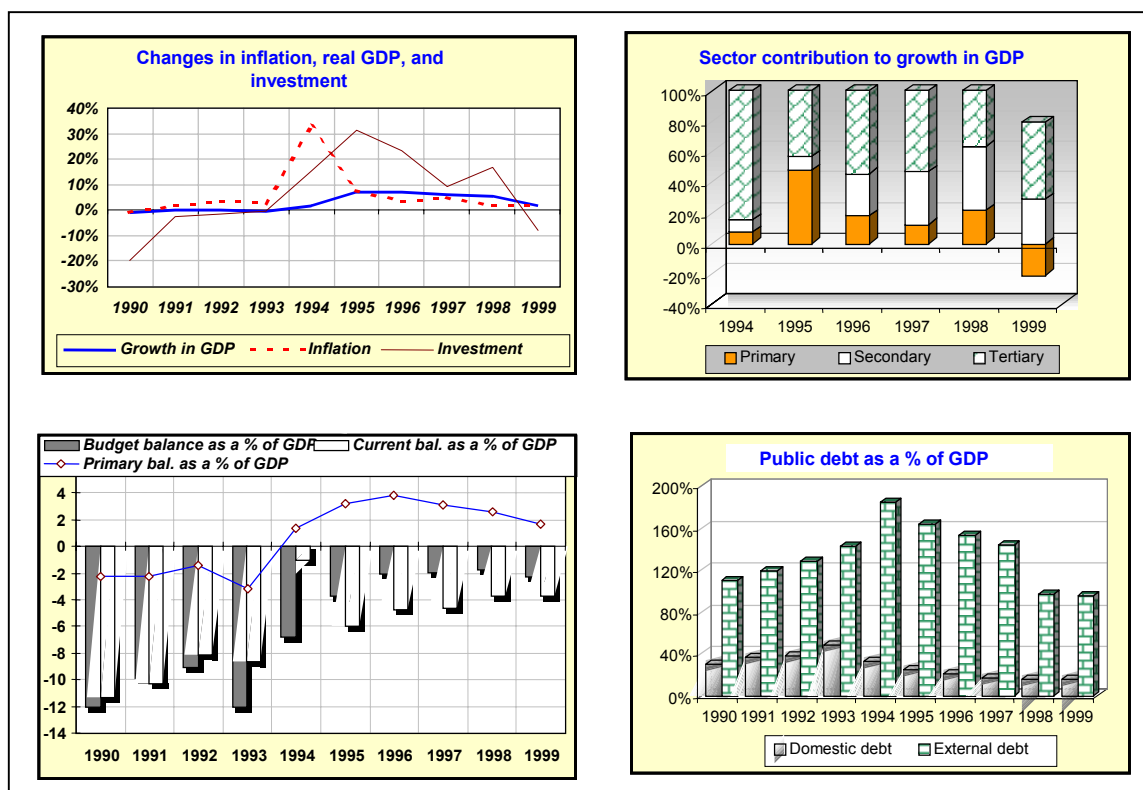 Changes in inflation, real GDP, and
investment
40%
30%
20%
10%
0%
-10%
-20%
-30%
1990 1991 1992 1993 1994 1995 1996 1997 1998 1999
Growth in GDP Inflation Investment
Sector contribution to growth in GDP
100%
80%
60%
40%
20%
0%
-20%
-40%
1994 1995 1996 1997 1998 1999
Primary Secondary Tertiary
Budget balance as a % of GDP Current bal. as a % of GDP
Primary bal. as a % of GDP
4
2
0
-2
-4
-6
-8
-10
-12
-14
1990 1991 1992 1993 1994 1995 1996 1997 1998 1999
Public debt as a % of GDP
200%
160%
120%
80%
40%
0%
1990 1991 1992 1993 1994 1995 1996 1997 1998 1999
Domestic debt External debt